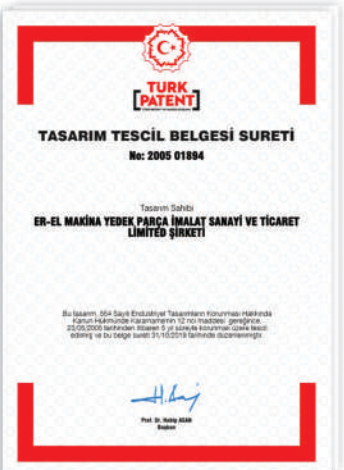 TÜRK
PATENT
TASARIM TESCİL BELGESİ SURETİ
No: 2005 01894
Tasarım Sahibi
ER-EL MAKİNA YEDEK PARÇA İMALAT SANAYİ VE TİCARET
LİMİTED ŞİRKETİ
Bu tasarım, 554 Sayılı Endüstriyel Tasarımların Korunması Hakkında
Kanun Hükmünde Kararnamenin 12 nci maddesi gereğince,
23/05/2005 tarihinden itibaren 5 yıl süreyle korunmak üzere tescil
edilmiş ve bu belge sureti 31/10/2019 tarihinde düzenlenmiştir.
Prof. Dr. Habip ASAN
Başkan